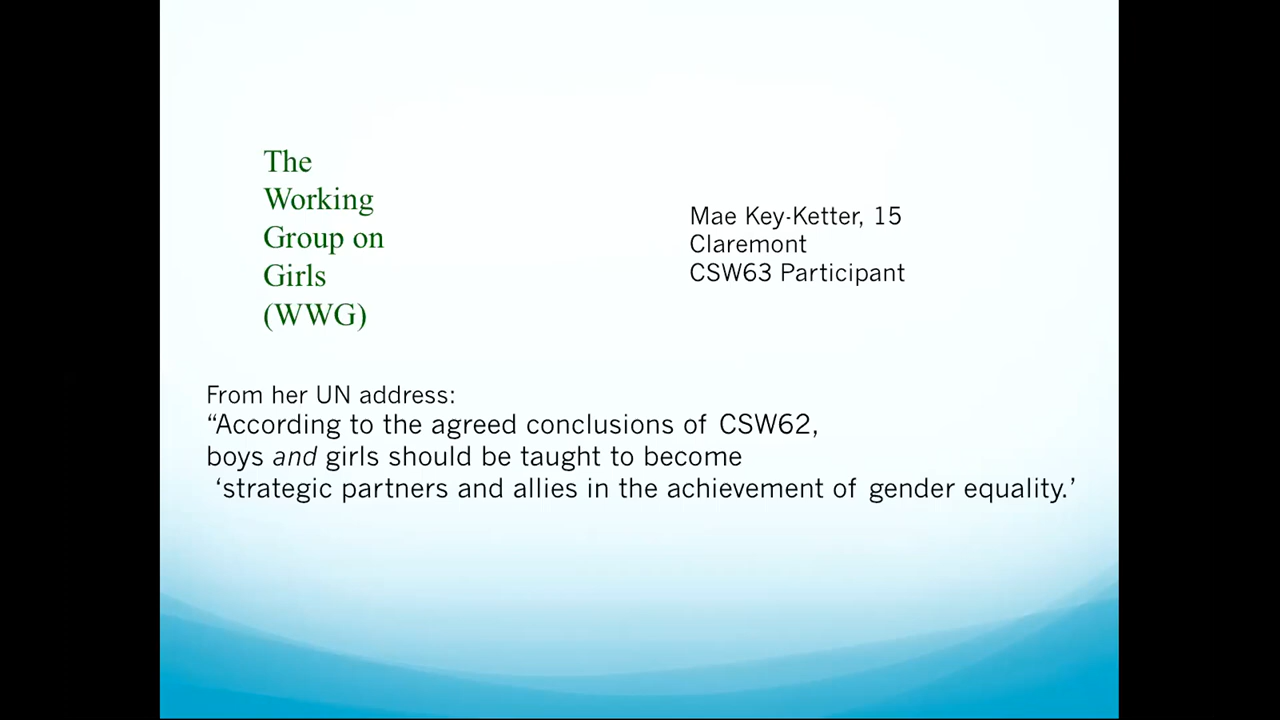 The
Working
Group on
Girls
(WWG)
Mae Key-Ketter, 15
Claremont
CSW63 Participant
From her UN address:
“According to the agreed conclusions of CSW62,
boys and girls should be taught to become
‘strategic partners and allies in the achievement of gender equality.’